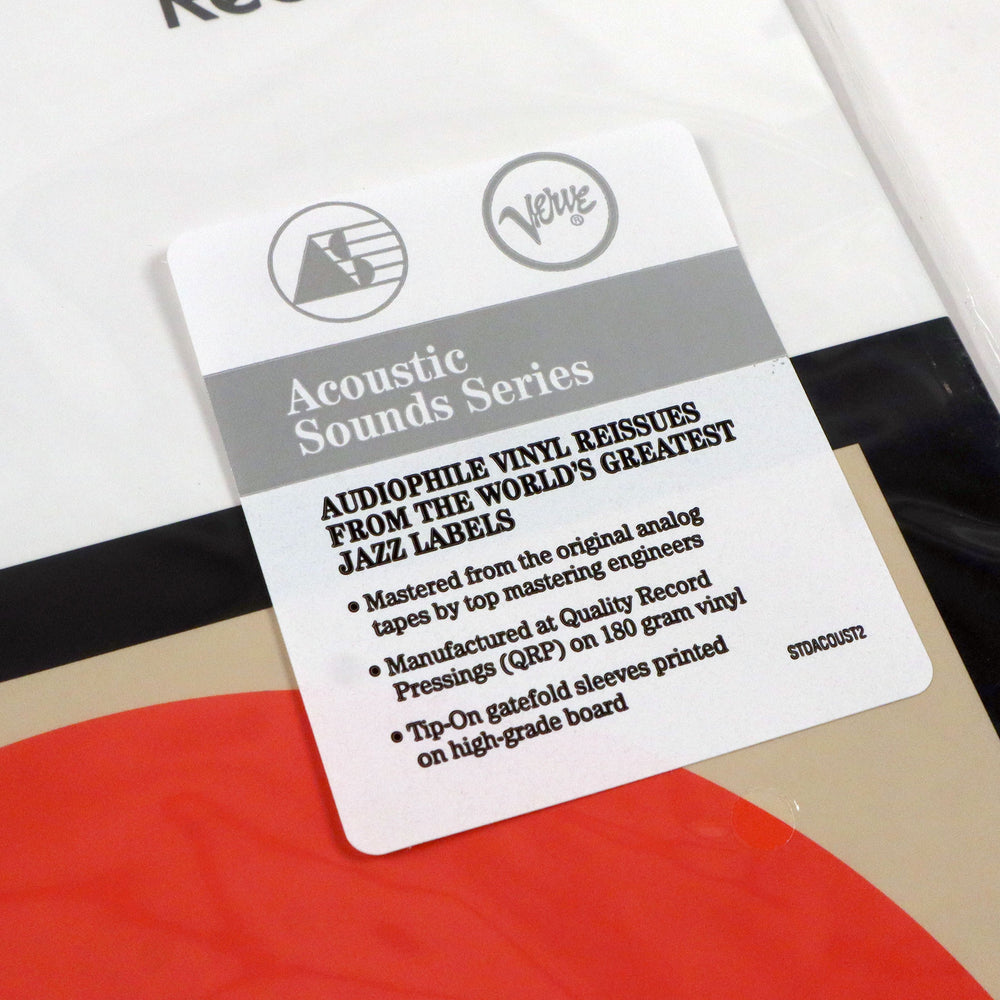 Verve®
AS
Acoustic
Sounds Series
AUDIOPHILE VINYL REISSUES
FROM THE WORLD'S GREATEST
JAZZ LABELS
• Mastered from the original analog
tapes by top mastering engineers
• Manufactured at Quality Record
Pressings (QRP) on 180 gram vinyl
• Tip-On gatefold sleeves printed
on high-grade board
STDACOUST2